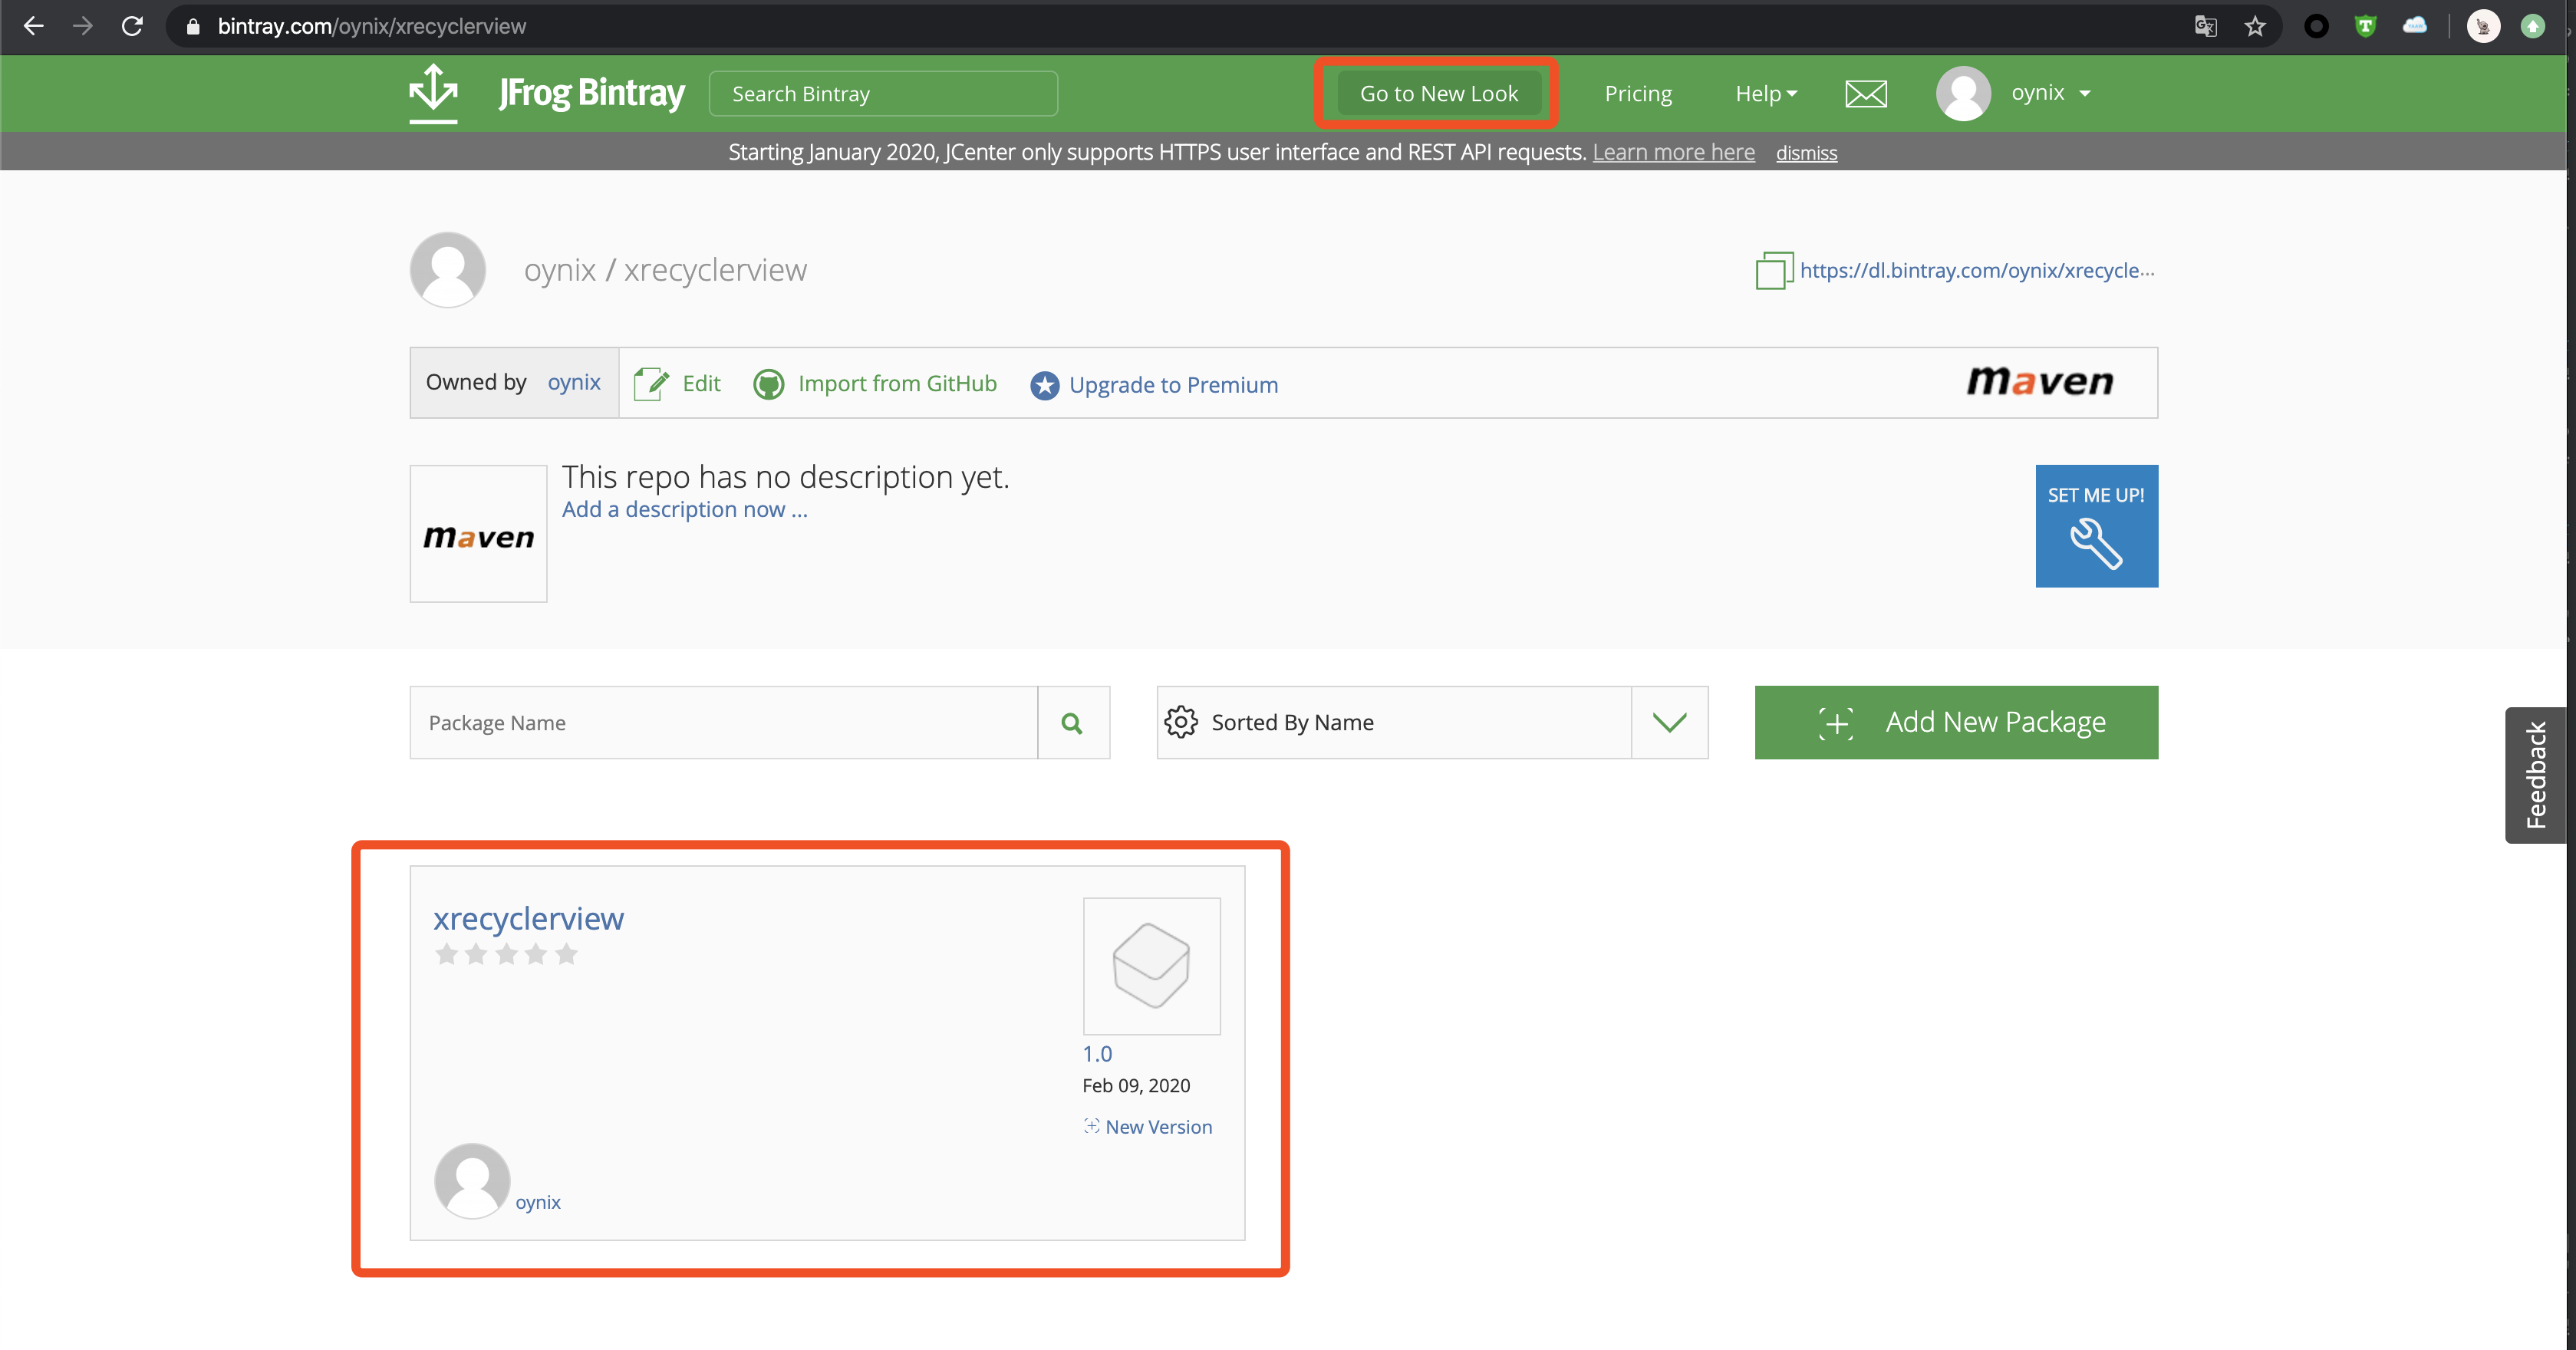 bintray.com/oynix/xrecyclerview
JFrog Bintray
Search Bintray
Go to New Look
Pricing
Help
oynix
Starting January 2020, JCenter only supports HTTPS user interface and REST API requests. Learn more here dismiss
oynix / xrecyclerview
https://dl.bintray.com/oynix/xrecycle...
Owned by oynix
Edit
Import from GitHub
Upgrade to Premium
maven
maven
This repo has no description yet.
Add a description now ...
SET ME UP!
Package Name
Sorted By Name
Add New Package
Feedback
xrecyclerview
1.0
Feb 09, 2020
New Version
oynix